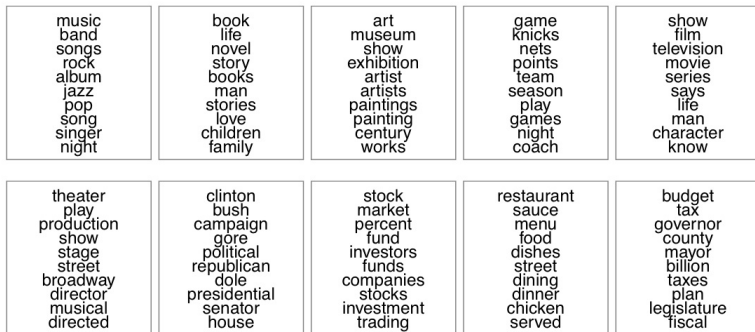 music
band
songs
rock
album
jazz
pop
song
singer
night
book
life
novel
story
books
man
stories
love
children
family
art
museum
show
exhibition
artist
artists
paintings
painting
century
works
game
knicks
nets
points
team
season
play
games
night
coach
show
film
television
movie
series
says
life
man
character
know
theater
play
production
show
stage
street
broadway
director
musical
directed
clinton
bush
campaign
gore
political
republican
dole
presidential
senator
house
stock
market
percent
fund
investors
funds
companies
stocks
investment
trading
restaurant
sauce
menu
food
dishes
street
dining
dinner
chicken
served
budget
tax
governor
county
mayor
billion
taxes
plan
legislature
fiscal